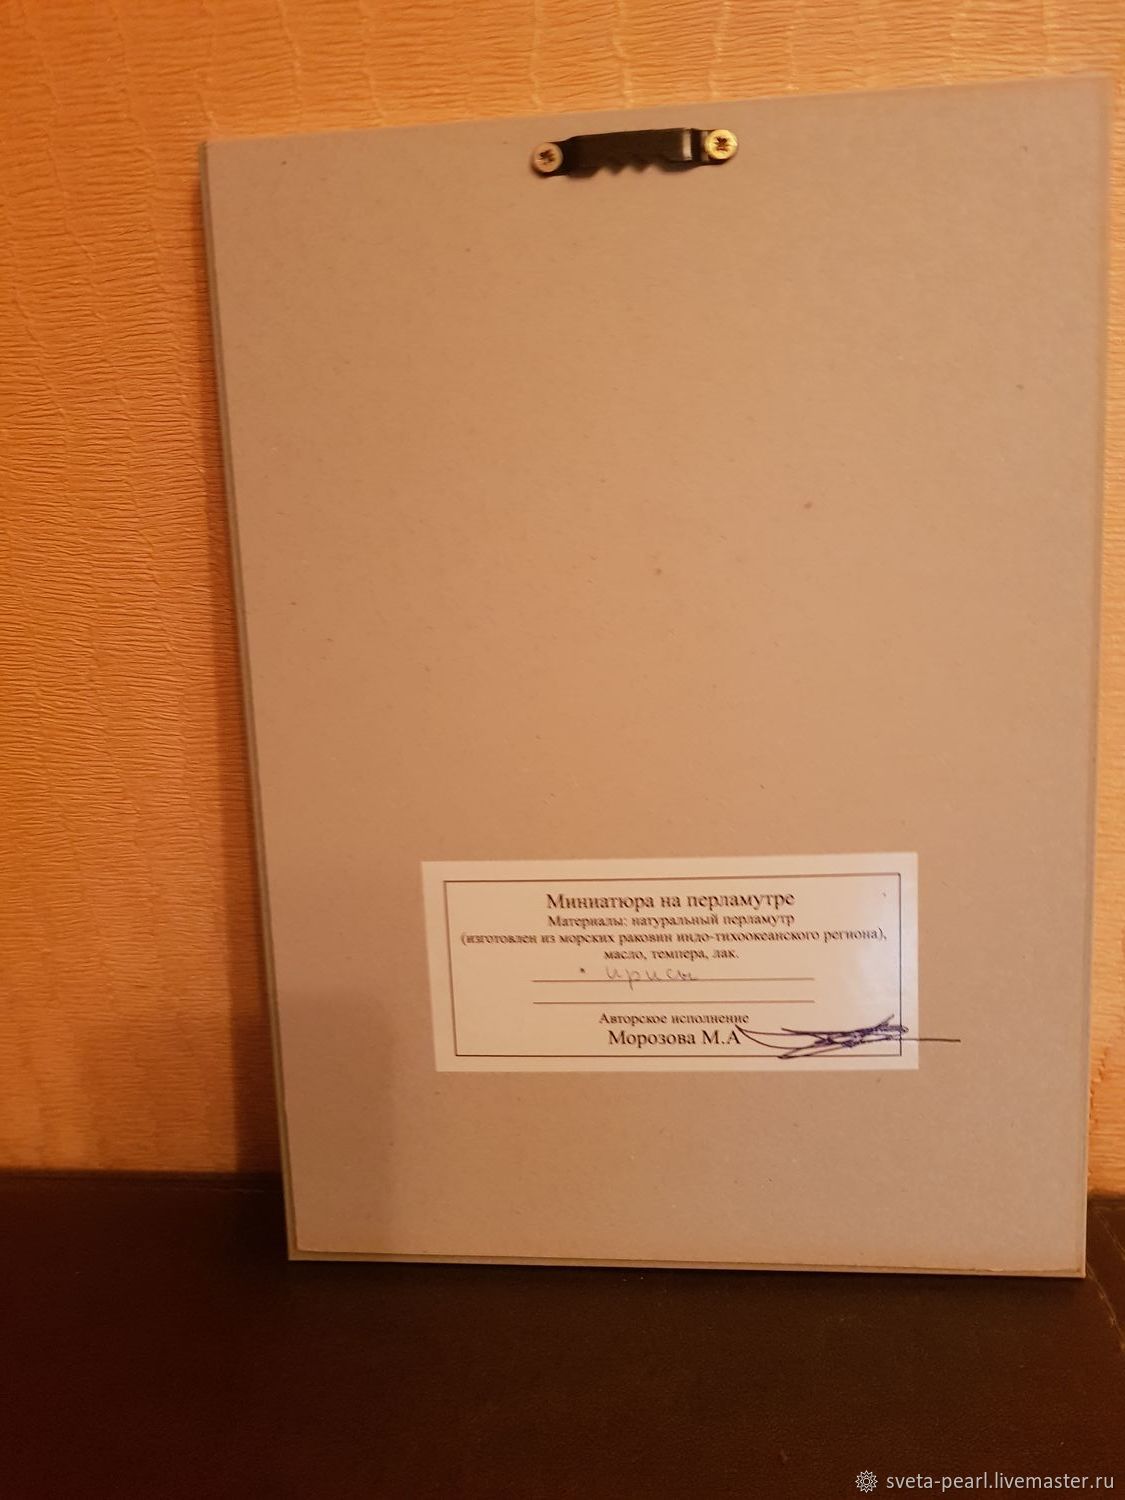 Миниатюра на перламутре
Материалы: натуральный перламутр
(изготовлен из морских раковин индо-тихоокеанского региона),
масло, темпера, лак.
ирисы
Авторское исполнение
Морозова М.А
sveta-pearl.livemaster.ru